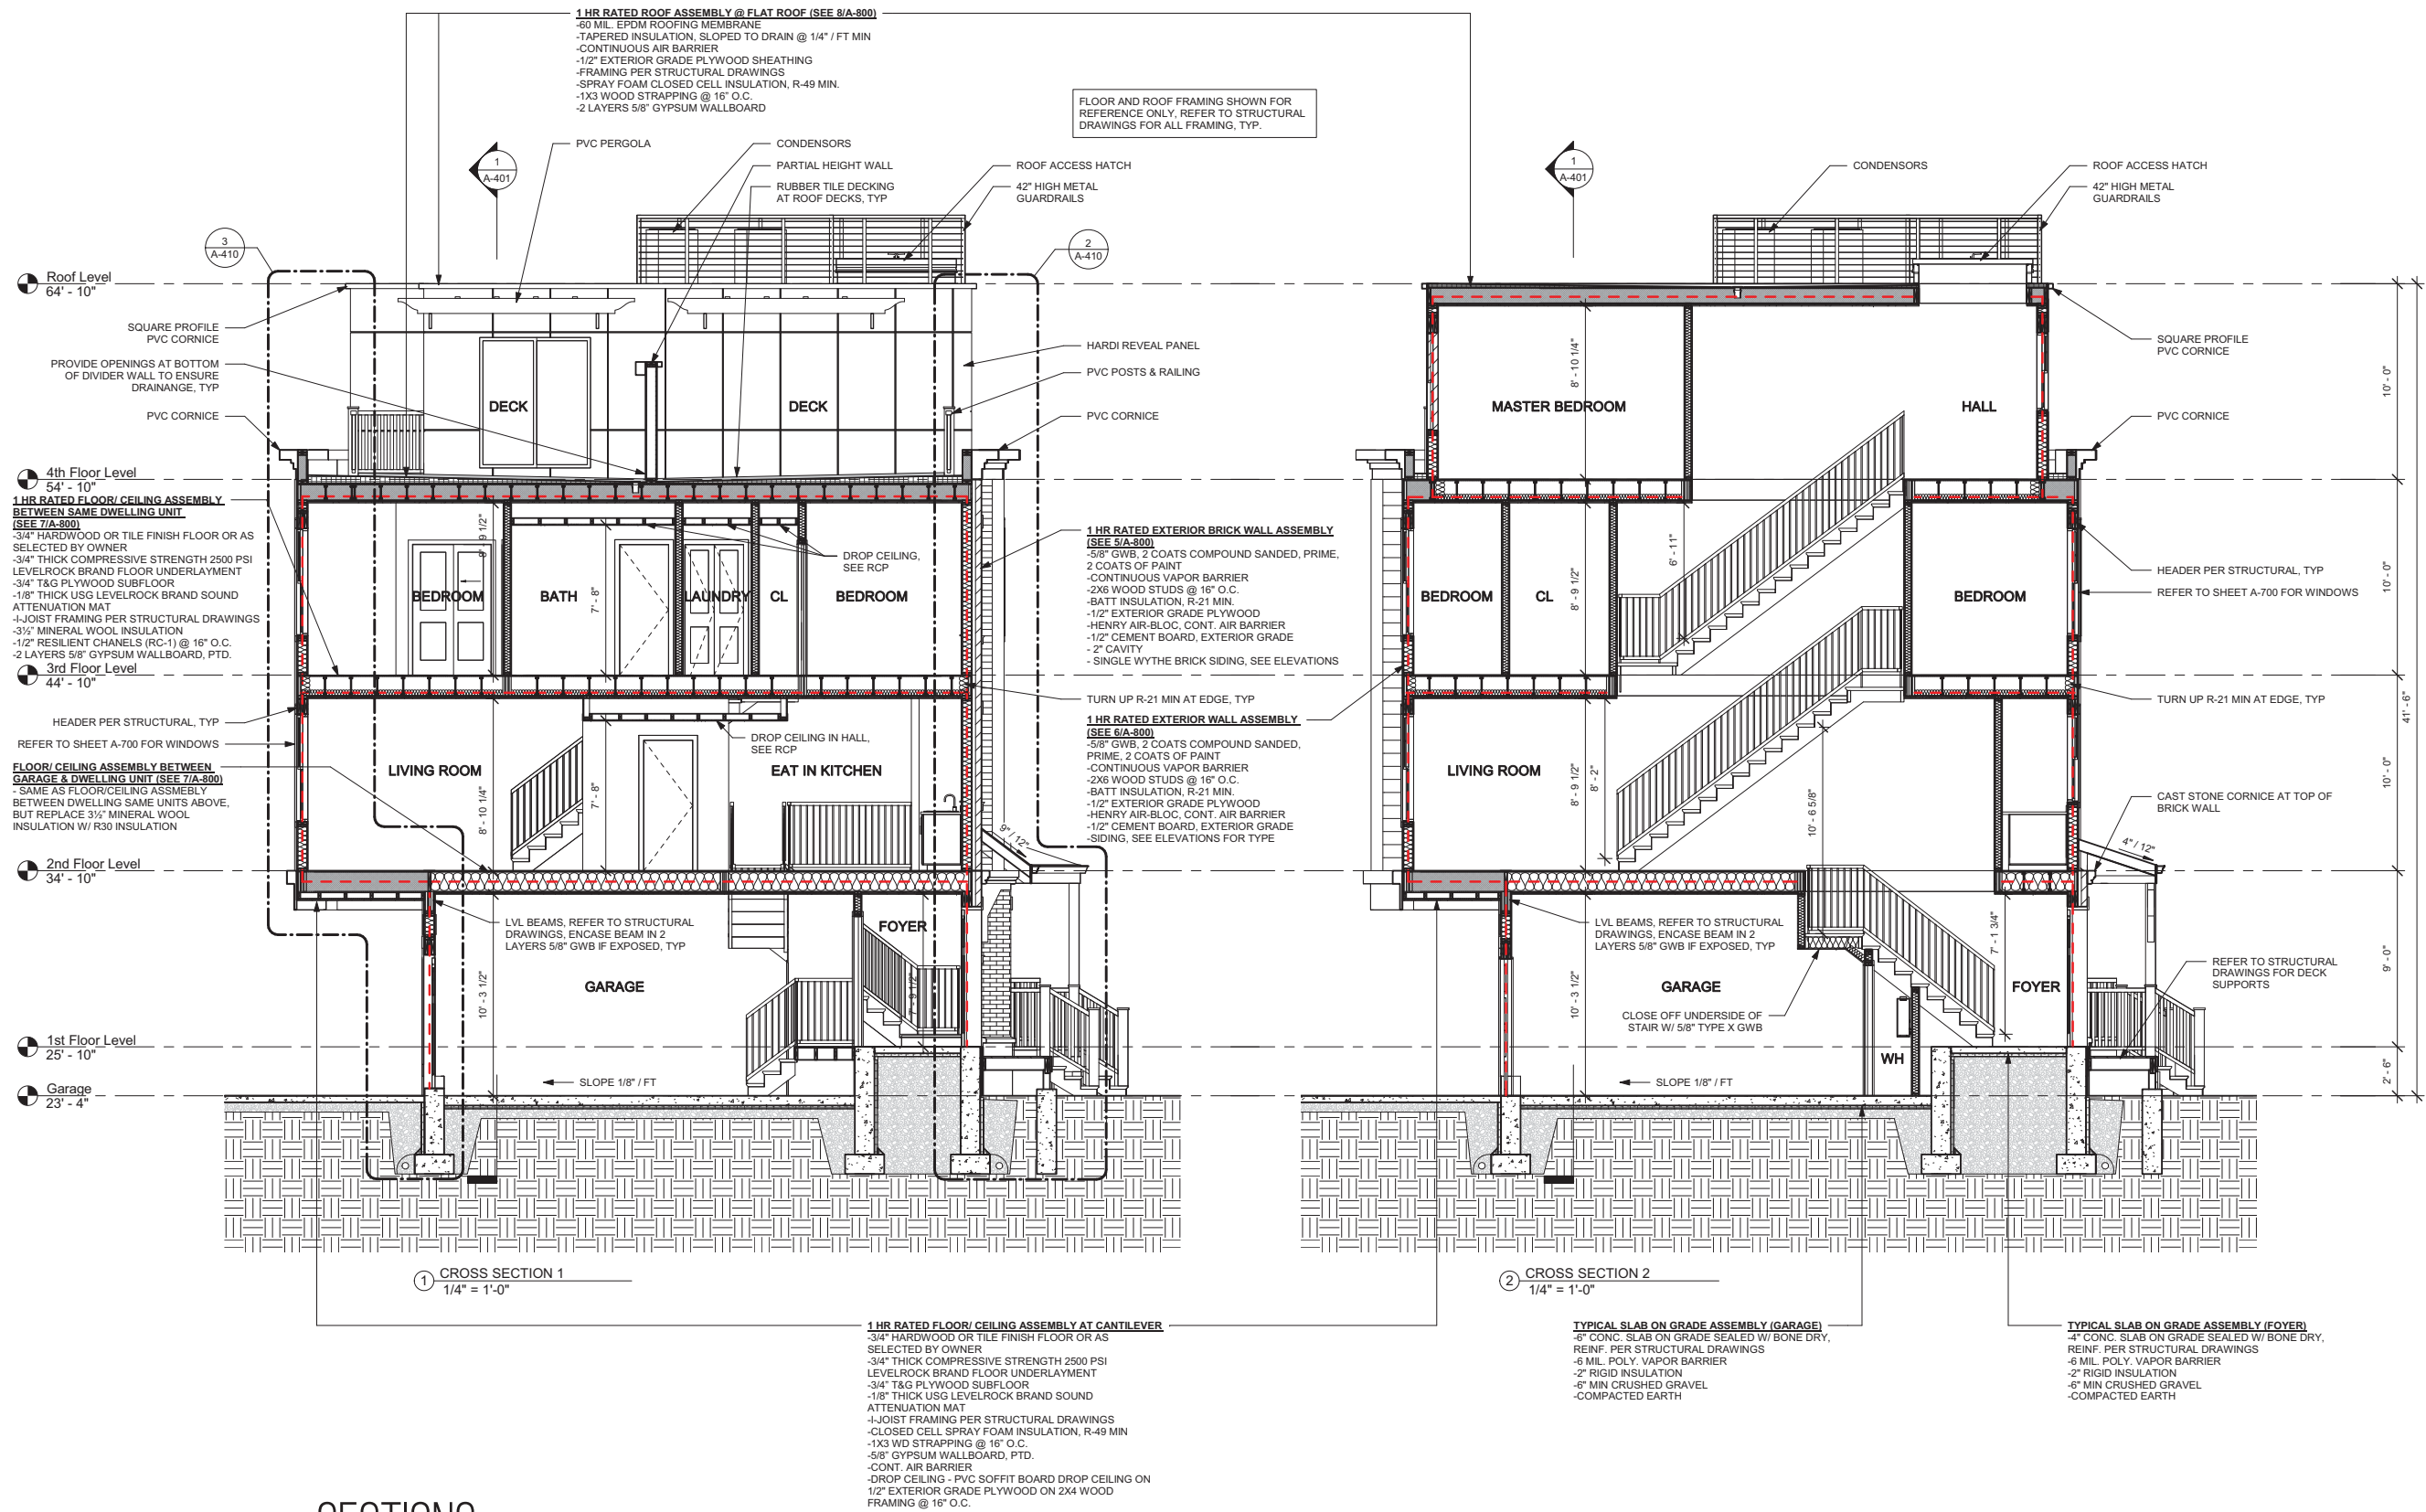 1 HR RATED ROOF ASSEMBLY @ FLAT ROOF (SEE 8/A-800)
-60 MIL. EPDM ROOFING MEMBRANE
-TAPERED INSULATION, SLOPED TO DRAIN @ 1/4" / FT MIN
-CONTINUOUS AIR BARRIER
-1/2" EXTERIOR GRADE PLYWOOD SHEATHING
-FRAMING PER STRUCTURAL DRAWINGS
-SPRAY FOAM CLOSED CELL INSULATION, R-49 MIN.
-1X3 WOOD STRAPPING @ 16" O.C.
-2 LAYERS 5/8" GYPSUM WALLBOARD
FLOOR AND ROOF FRAMING SHOWN FOR
REFERENCE ONLY, REFER TO STRUCTURAL
DRAWINGS FOR ALL FRAMING, TYP.
PVC PERGOLA
CONDENSORS
PARTIAL HEIGHT WALL
RUBBER TILE DECKING
AT ROOF DECKS, TYP
ROOF ACCESS HATCH
42" HIGH METAL
GUARDRAILS
1
A-401
3
A-410
2
A-410
Roof Level
64' - 10"
SQUARE PROFILE
PVC CORNICE
PROVIDE OPENINGS AT BOTTOM
OF DIVIDER WALL TO ENSURE
DRAINANGE, TYP
PVC CORNICE
4th Floor Level
54' - 10"
1 HR RATED FLOOR/ CEILING ASSEMBLY
BETWEEN SAME DWELLING UNIT
(SEE 7/A-800)
-3/4" HARDWOOD OR TILE FINISH FLOOR OR AS
SELECTED BY OWNER
-3/4" THICK COMPRESSIVE STRENGTH 2500 PSI
LEVELROCK BRAND FLOOR UNDERLAYMENT
-3/4" T&G PLYWOOD SUBFLOOR
-1/8" THICK USG LEVELROCK BRAND SOUND
ATTENUATION MAT
-I-JOIST FRAMING PER STRUCTURAL DRAWINGS
-3½" MINERAL WOOL INSULATION
-1/2" RESILIENT CHANELS (RC-1) @ 16" O.C.
-2 LAYERS 5/8" GYPSUM WALLBOARD, PTD.
3rd Floor Level
44' - 10"
HEADER PER STRUCTURAL, TYP
REFER TO SHEET A-700 FOR WINDOWS
FLOOR/ CEILING ASSEMBLY BETWEEN
GARAGE & DWELLING UNIT (SEE 7/A-800)
- SAME AS FLOOR/CEILING ASSMEBLY
BETWEEN DWELLING SAME UNITS ABOVE,
BUT REPLACE 3½" MINERAL WOOL
INSULATION W/ R30 INSULATION
2nd Floor Level
34' - 10"
1st Floor Level
25' - 10"
Garage
23' - 4"
DECK
DECK
HARDI REVEAL PANEL
PVC POSTS & RAILING
PVC CORNICE
8' - 9 1/2"
7' - 8"
BEDROOM
BATH
LAUNDRY
CL
BEDROOM
DROP CEILING,
SEE RCP
1 HR RATED EXTERIOR BRICK WALL ASSEMBLY
(SEE 5/A-800)
-5/8" GWB, 2 COATS COMPOUND SANDED, PRIME,
2 COATS OF PAINT
-CONTINUOUS VAPOR BARRIER
-2X6 WOOD STUDS @ 16" O.C.
-BATT INSULATION, R-21 MIN.
-1/2" EXTERIOR GRADE PLYWOOD
-HENRY AIR-BLOC, CONT. AIR BARRIER
-1/2" CEMENT BOARD, EXTERIOR GRADE
- 2" CAVITY
- SINGLE WYTHE BRICK SIDING, SEE ELEVATIONS
TURN UP R-21 MIN AT EDGE, TYP
1 HR RATED EXTERIOR WALL ASSEMBLY
(SEE 6/A-800)
-5/8" GWB, 2 COATS COMPOUND SANDED,
PRIME, 2 COATS OF PAINT
-CONTINUOUS VAPOR BARRIER
-2X6 WOOD STUDS @ 16" O.C.
-BATT INSULATION, R-21 MIN.
-1/2" EXTERIOR GRADE PLYWOOD
-HENRY AIR-BLOC, CONT. AIR BARRIER
-1/2" CEMENT BOARD, EXTERIOR GRADE
-SIDING, SEE ELEVATIONS FOR TYPE
DROP CEILING IN HALL,
SEE RCP
LIVING ROOM
EAT IN KITCHEN
8' - 10 1/4"
7' - 8"
9" / 12"
LVL BEAMS, REFER TO STRUCTURAL
DRAWINGS, ENCASE BEAM IN 2
LAYERS 5/8" GWB IF EXPOSED, TYP
FOYER
GARAGE
10' - 3 1/2"
7' - 9 1/2"
SLOPE 1/8" / FT
1 CROSS SECTION 1
1/4" = 1'-0"
1
A-401
CONDENSORS
ROOF ACCESS HATCH
42" HIGH METAL
GUARDRAILS
SQUARE PROFILE
PVC CORNICE
PVC CORNICE
8' - 10 1/4"
MASTER BEDROOM
HALL
10' - 0"
6' - 11"
BEDROOM
CL
8' - 9 1/2"
BEDROOM
HEADER PER STRUCTURAL, TYP
REFER TO SHEET A-700 FOR WINDOWS
10' - 0"
TURN UP R-21 MIN AT EDGE, TYP
41' - 6"
LIVING ROOM
8' - 9 1/2"
8' - 2"
10' - 6 5/8"
10' - 0"
CAST STONE CORNICE AT TOP OF
BRICK WALL
4" / 12"
LVL BEAMS, REFER TO STRUCTURAL
DRAWINGS, ENCASE BEAM IN 2
LAYERS 5/8" GWB IF EXPOSED, TYP
7' - 1 3/4"
9' - 0"
REFER TO STRUCTURAL
DRAWINGS FOR DECK
SUPPORTS
GARAGE
FOYER
10' - 3 1/2"
CLOSE OFF UNDERSIDE OF
STAIR W/ 5/8" TYPE X GWB
WH
SLOPE 1/8" / FT
2' - 6"
2 CROSS SECTION 2
1/4" = 1'-0"
1 HR RATED FLOOR/ CEILING ASSEMBLY AT CANTILEVER
-3/4" HARDWOOD OR TILE FINISH FLOOR OR AS
SELECTED BY OWNER
-3/4" THICK COMPRESSIVE STRENGTH 2500 PSI
LEVELROCK BRAND FLOOR UNDERLAYMENT
-3/4" T&G PLYWOOD SUBFLOOR
-1/8" THICK USG LEVELROCK BRAND SOUND
ATTENUATION MAT
-I-JOIST FRAMING PER STRUCTURAL DRAWINGS
-CLOSED CELL SPRAY FOAM INSULATION, R-49 MIN
-1X3 WD STRAPPING @ 16" O.C.
-5/8" GYPSUM WALLBOARD, PTD.
-CONT. AIR BARRIER
-DROP CEILING - PVC SOFFIT BOARD DROP CEILING ON
1/2" EXTERIOR GRADE PLYWOOD ON 2X4 WOOD
FRAMING @ 16" O.C.
TYPICAL SLAB ON GRADE ASSEMBLY (GARAGE)
-6" CONC. SLAB ON GRADE SEALED W/ BONE DRY,
REINF. PER STRUCTURAL DRAWINGS
-6 MIL. POLY. VAPOR BARRIER
-2" RIGID INSULATION
-6" MIN CRUSHED GRAVEL
-COMPACTED EARTH
TYPICAL SLAB ON GRADE ASSEMBLY (FOYER)
-4" CONC. SLAB ON GRADE SEALED W/ BONE DRY,
REINF. PER STRUCTURAL DRAWINGS
-6 MIL. POLY. VAPOR BARRIER
-2" RIGID INSULATION
-6" MIN CRUSHED GRAVEL
-COMPACTED EARTH
SECTIONS